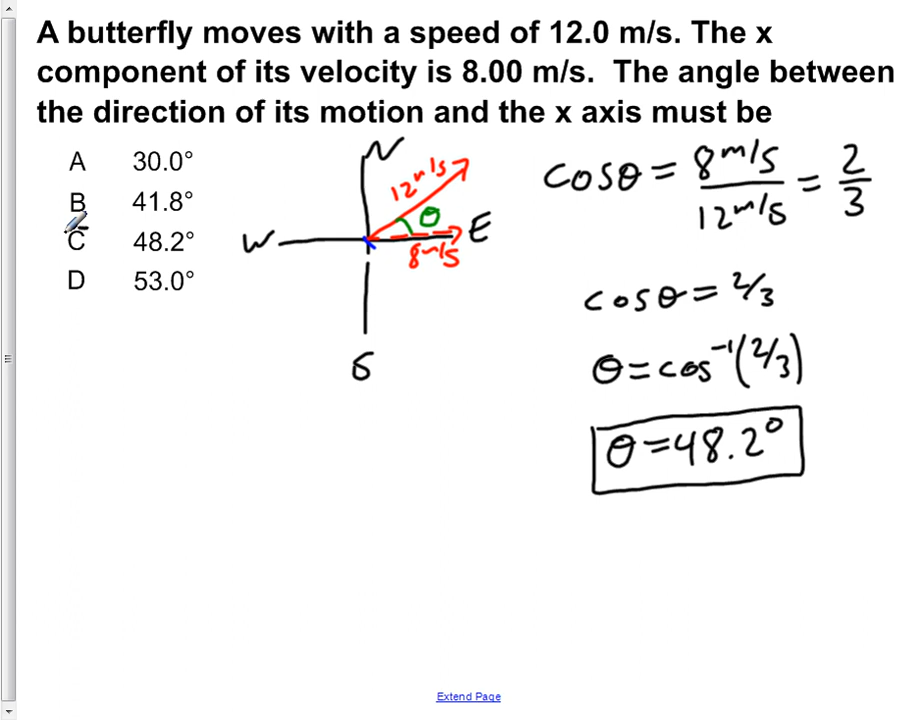 A butterfly moves with a speed of 12.0 m/s. The x
component of its velocity is 8.00 m/s.  The angle between
the direction of its motion and the x axis must be
A 30.0°
B 41.8°
C 48.2°
D 53.0°
N
12 m/s
θ
W
E
8 m/s
S
cosθ = 8 m/s / 12 m/s = 2/3
cosθ = 2/3
θ = cos⁻¹(2/3)
θ = 48.2°
Extend Page